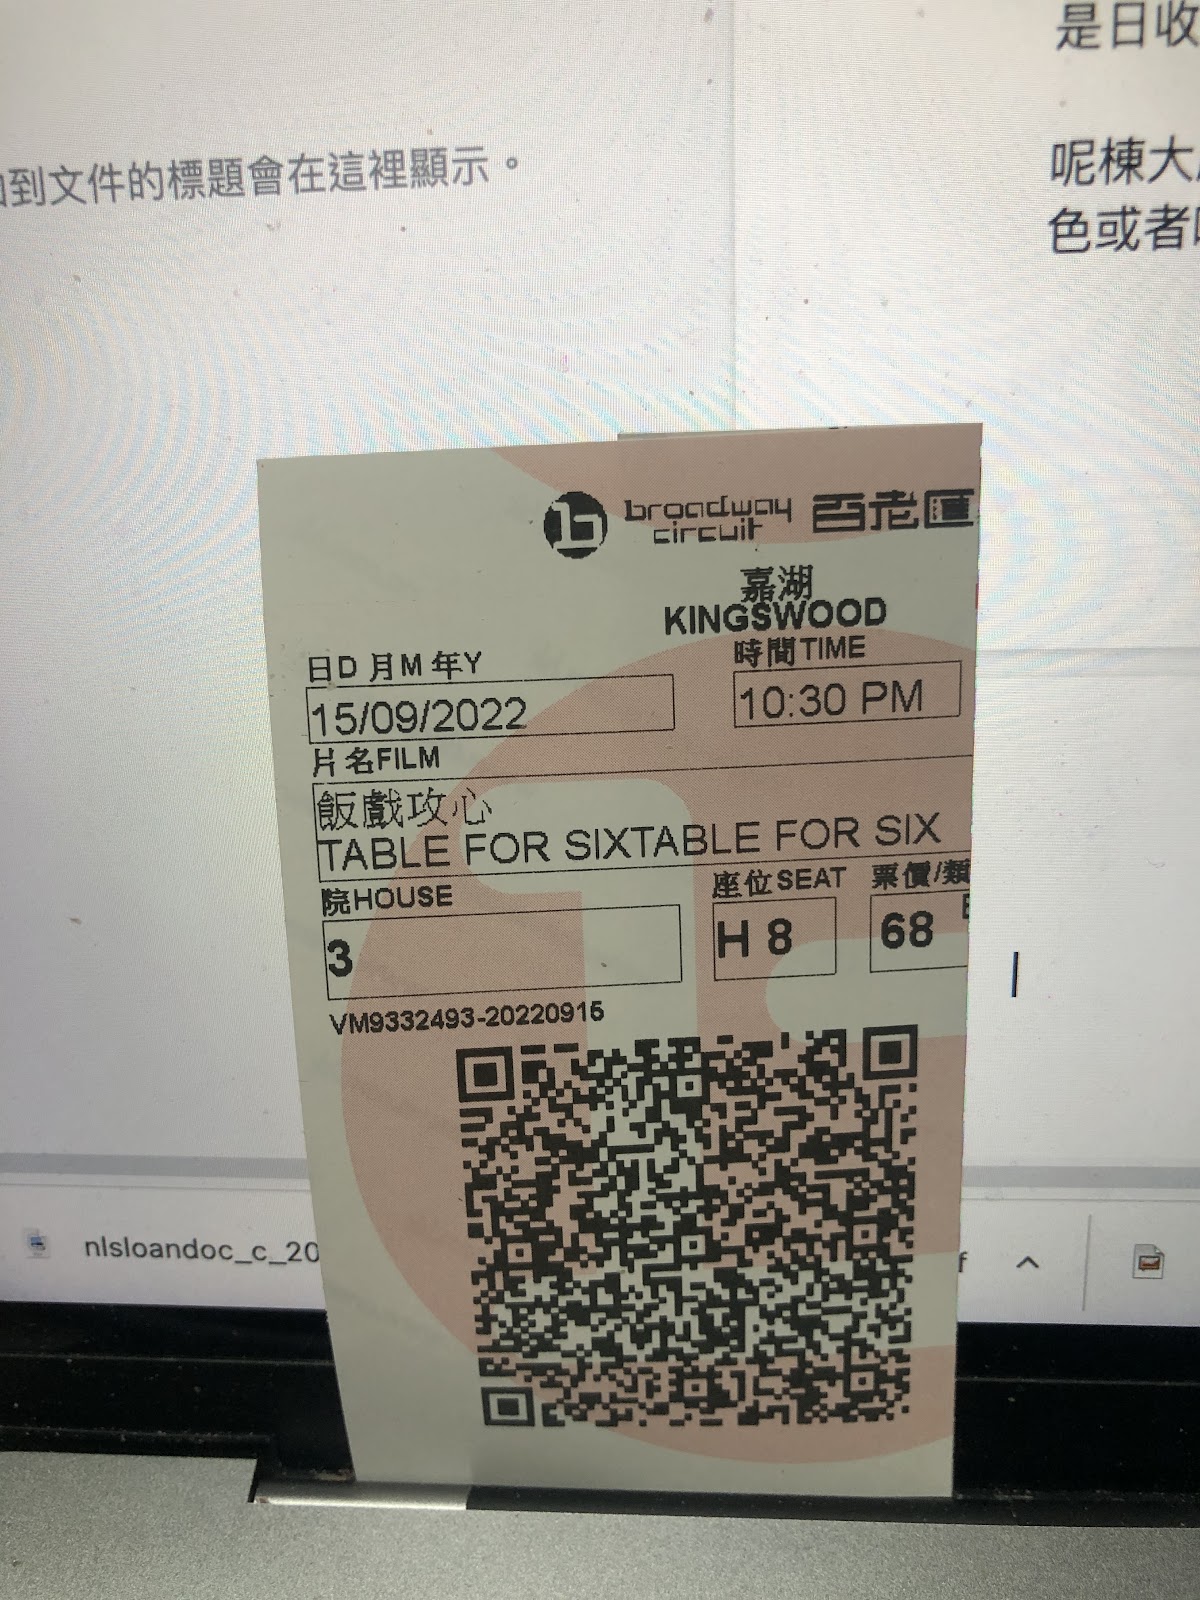 是日收
到文件的標題會在這裡顯示。
呢棟大
色或者
broadway circuit 百老匯
嘉湖
KINGSWOOD
日D 月M 年Y 時間TIME
15/09/2022 10:30 PM
片名FILM
飯戲攻心
TABLE FOR SIXTABLE FOR SIX
院HOUSE 座位SEAT 票價/類
3 H 8 68
VM9332493-20220915
nlsloandoc_c_20